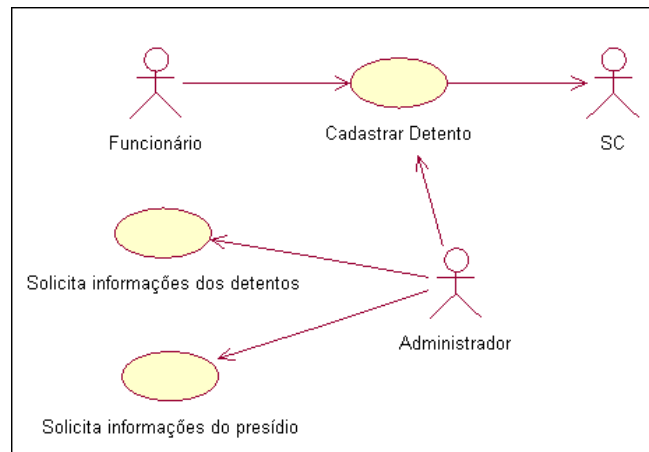 Funcionário
Cadastrar Detento
SC
Solicita informações dos detentos
Administrador
Solicita informações do presídio